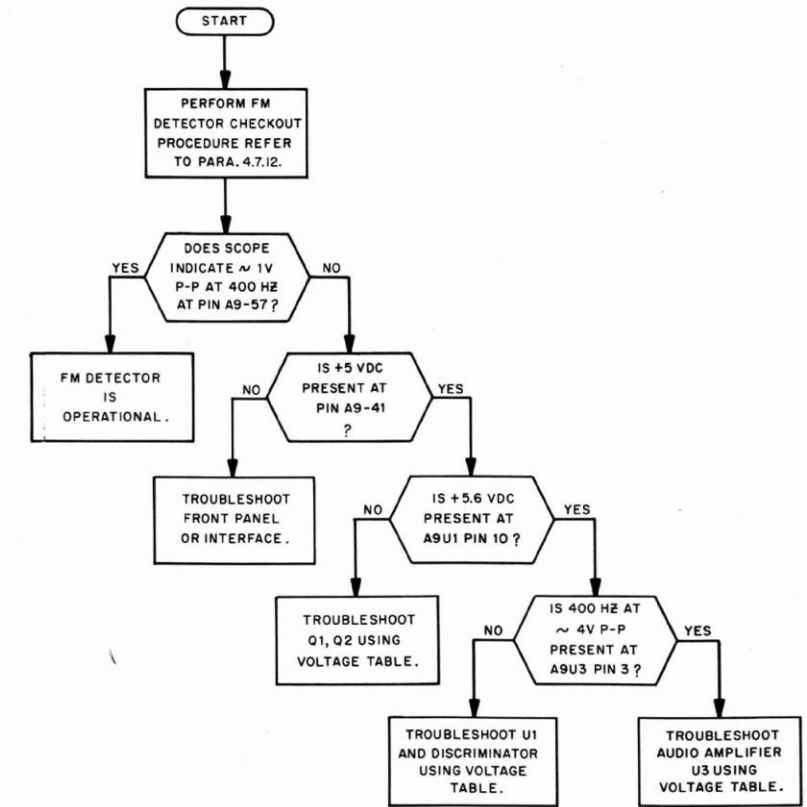 START
PERFORM FM
DETECTOR CHECKOUT
PROCEDURE REFER
TO PARA. 4.7.12.
DOES SCOPE
INDICATE ~ 1V
P-P AT 400 HZ
AT PIN A9-57?
YES
NO
FM DETECTOR
IS
OPERATIONAL.
IS +5 VDC
PRESENT AT
PIN A9-41
?
NO
YES
TROUBLESHOOT
FRONT PANEL
OR INTERFACE.
IS +5.6 VDC
PRESENT AT
A9U1 PIN 10?
NO
YES
TROUBLESHOOT
Q1, Q2 USING
VOLTAGE TABLE.
IS 400 HZ AT
~ 4V P-P
PRESENT AT
A9U3 PIN 3?
NO
YES
TROUBLESHOOT U1
AND DISCRIMINATOR
USING VOLTAGE
TABLE.
TROUBLESHOOT
AUDIO AMPLIFIER
U3 USING
VOLTAGE TABLE.